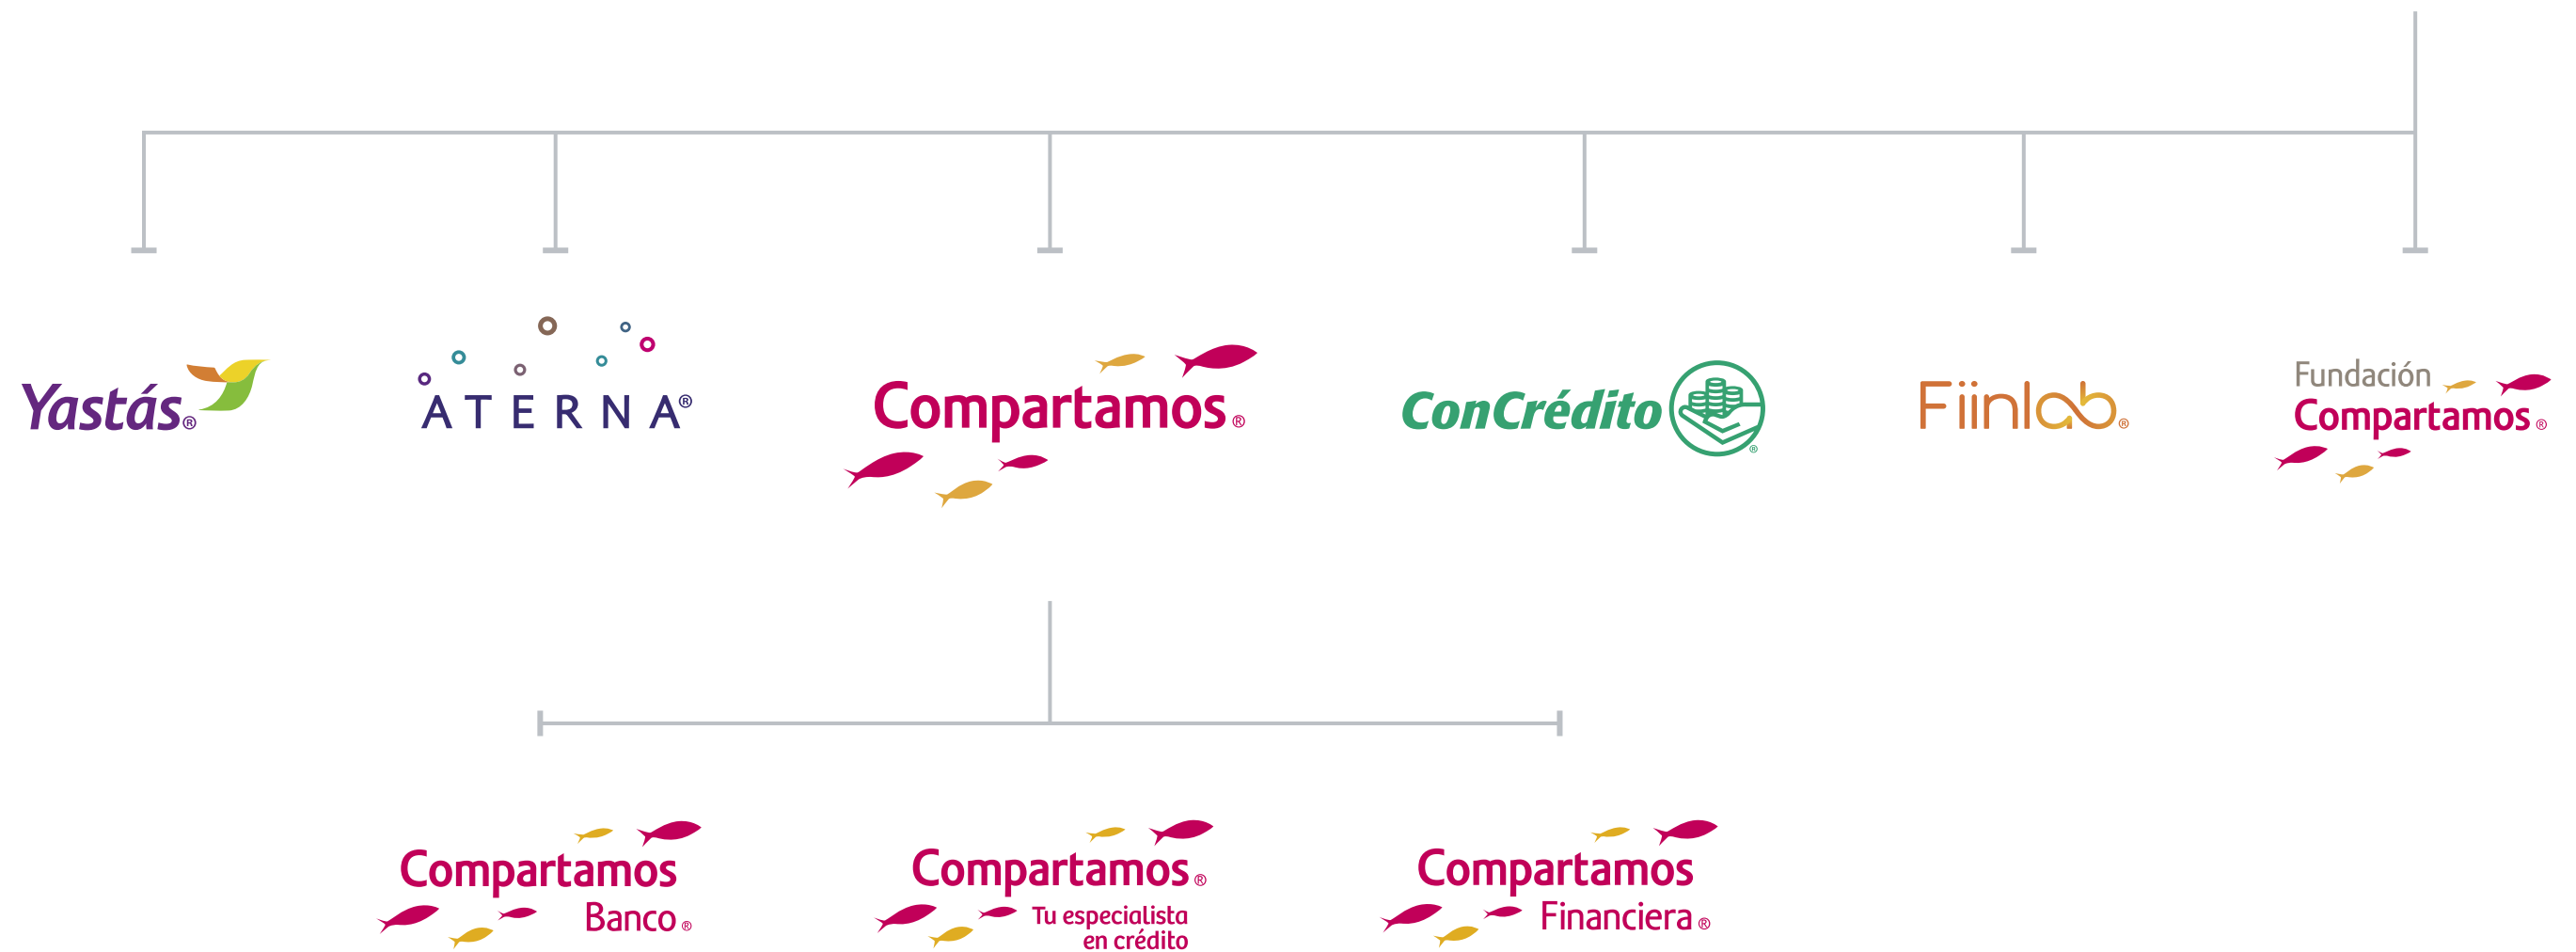 Yastás®
ATERNA®
Compartamos®
ConCrédito®
Fiinlab®
Fundación
Compartamos®
Compartamos
Banco®
Compartamos®
Tu especialista
en crédito
Compartamos
Financiera®